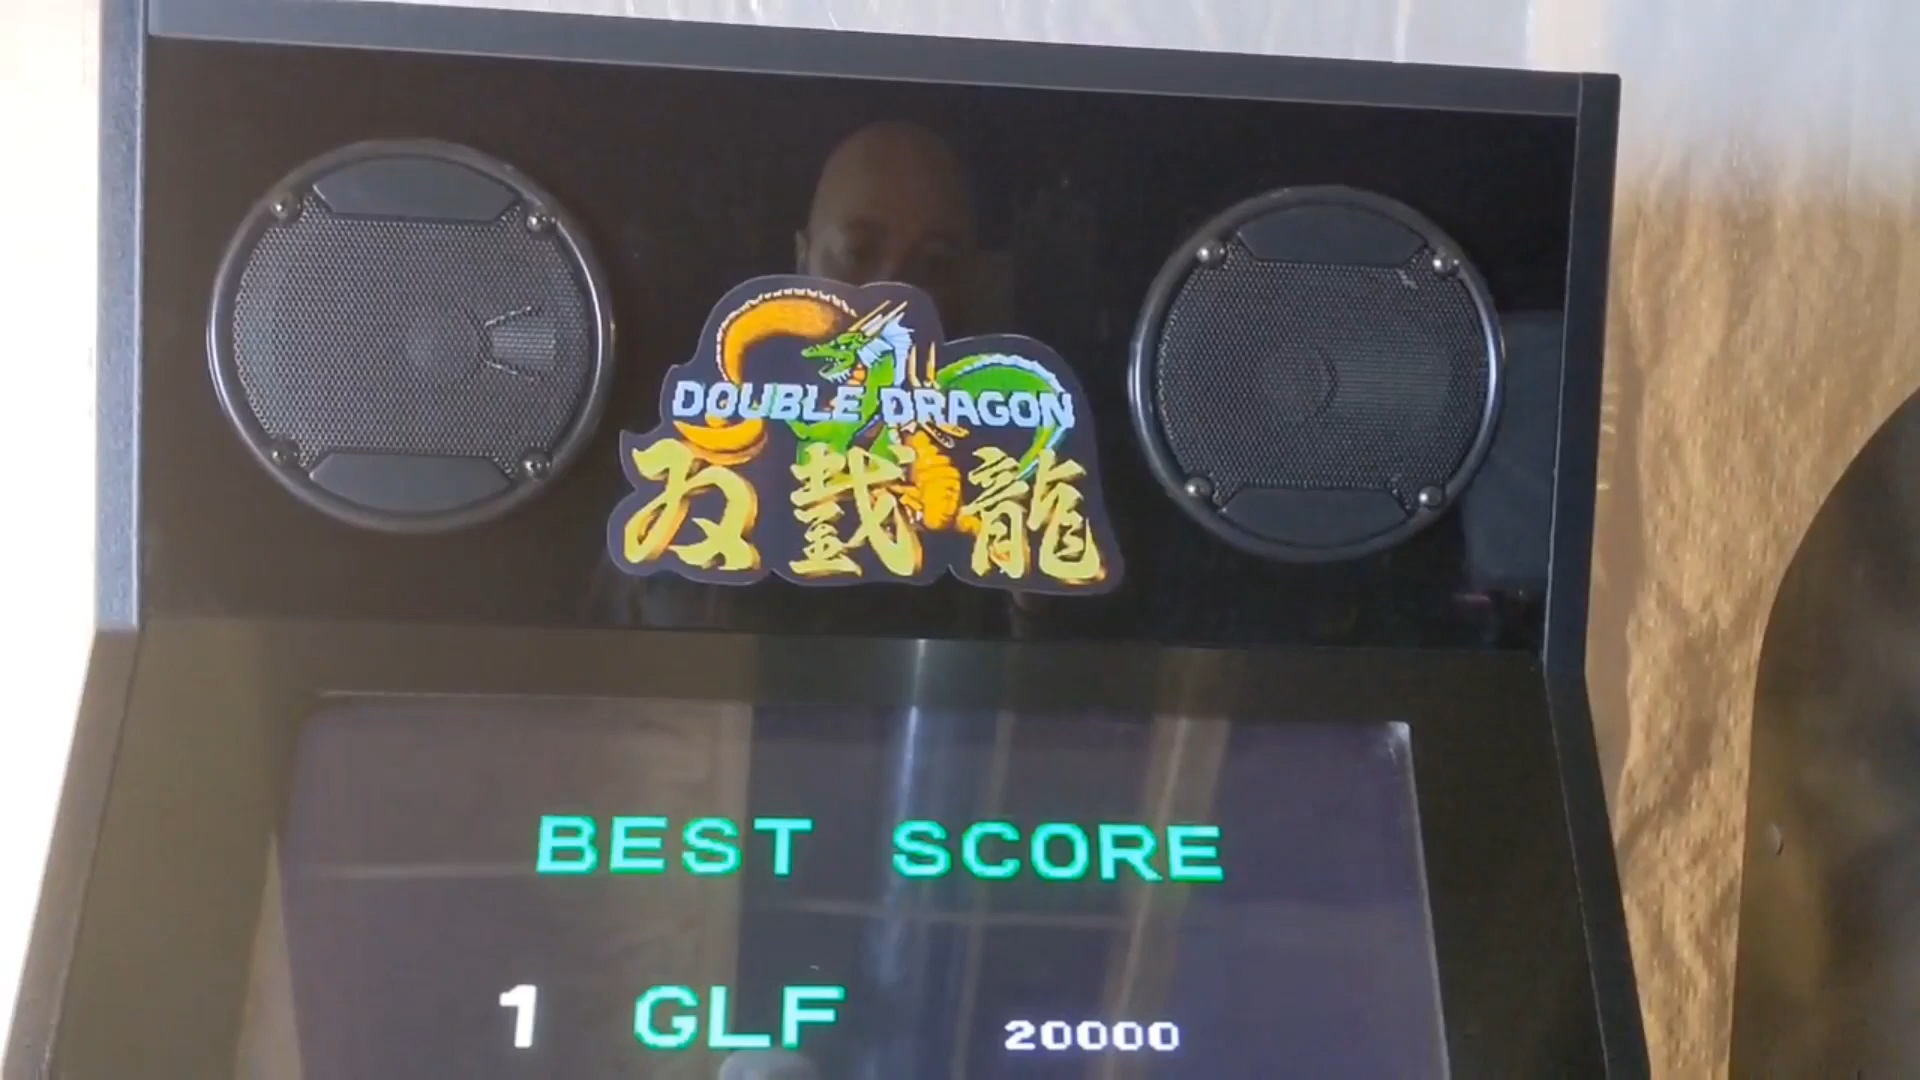 DOUBLE DRAGON
双截龍
BEST SCORE
1 GLF 20000